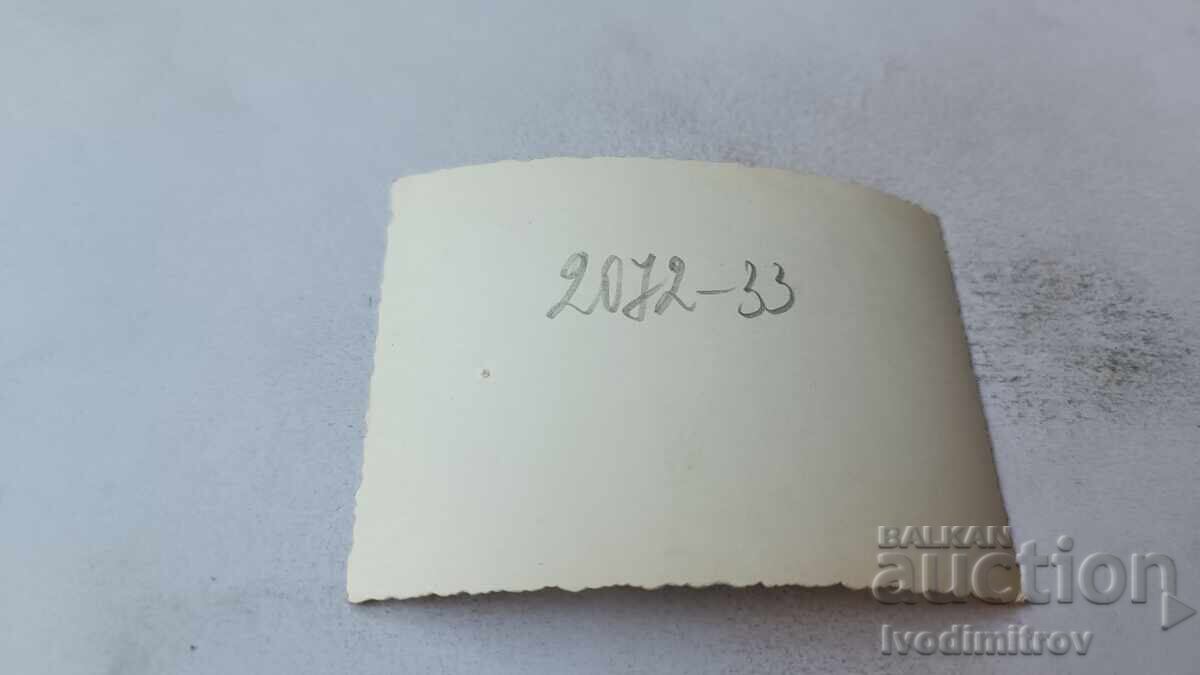 2072-33
BALKAN
auction
Ivodimitrov